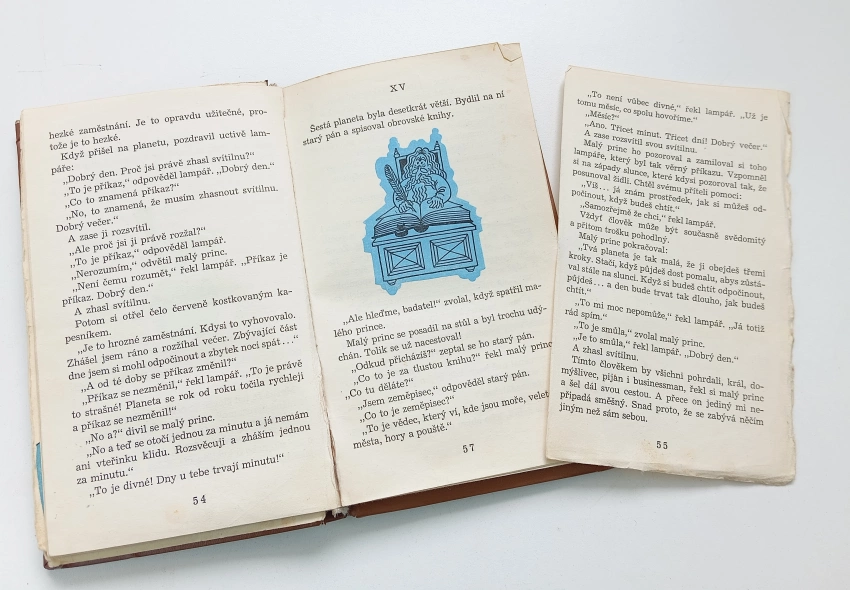 hezké zaměstnání. Je to opravdu užitečné, pro-
tože je to hezké.
Když přišel na planetu, pozdravil uctivě lam-
páře:
„Dobrý den. Proč jsi právě zhasl svítilnu?“
„To je příkaz,“ odpověděl lampář. „Dobrý den.“
„Co to znamená příkaz?“
„No, to znamená, že musím zhasnout svítilnu.
Dobrý večer.“
A zase ji rozsvítil.
„Ale proč jsi ji právě rozžal?“
„To je příkaz,“ odpověděl lampář.
„Nerozumím,“ odvětil malý princ.
„Není čemu rozumět,“ řekl lampář. „Příkaz je
příkaz. Dobrý den.“
A zhasl svítilnu.
Potom si otřel čelo červeně kostkovaným ka-
pesníkem.
„Je to hrozné zaměstnání. Kdysi to vyhovovalo.
Zhášel jsem ráno a rozžíhal večer. Zbývající část
dne jsem si mohl odpočinout a zbytek noci spát...“
„A od té doby se příkaz změnil?“
„Příkaz se nezměnil,“ řekl lampář. „To je právě
to strašné! Planeta se rok od roku točila rychleji
a příkaz se nezměnil!“
„No a?“ divil se malý princ.
„No a teď se otočí jednou za minutu a já nemám
ani vteřinku klidu. Rozsvěcuji a zháším jednou
za minutu.“
„To je divné! Dny u tebe trvají minutu!“
54
XV
Šestá planeta byla desetkrát větší. Bydlil na ní
starý pán a spisoval obrovské knihy.
„Ale hleďme, badatel!“ zvolal, když spatřil ma-
lého prince.
Malý princ se posadil na stůl a byl trochu udý-
chán. Tolik se už nacestoval!
„Odkud přicházíš?“ zeptal se ho starý pán.
„Co to je za tlustou knihu?“ řekl malý princ
„Co tu děláte?“
„Jsem zeměpisec,“ odpověděl starý pán.
„Co to je zeměpisec?“
„To je vědec, který ví, kde jsou moře, velet
města, hory a pouště.“
57
„To není vůbec divné,“ řekl lampář. „Už je
tomu měsíc, co spolu hovoříme.“
„Měsíc?“
„Ano. Třicet minut. Třicet dní! Dobrý večer.“
A zase rozsvítil svou svítilnu.
Malý princ ho pozoroval a zamiloval si toho
lampáře, který byl tak věrný příkazu. Vzpomněl
si na západy slunce, které kdysi pozoroval tak, že
posunoval židli. Chtěl svému příteli pomoci:
„Víš... já znám prostředek, jak si můžeš od-
počinout, když budeš chtít.“
„Samozřejmě že chci,“ řekl lampář.
Vždyť člověk může být současně svědomitý
a přitom trošku pohodlný.
Malý princ pokračoval:
„Tvá planeta je tak malá, že ji obejdeš třemi
kroky. Stačí, když půjdeš dost pomalu, abys zůstá-
val stále na slunci. Když si budeš chtít odpočinout,
půjdeš... a den bude trvat tak dlouho, jak budeš
chtít.“
„To mi moc nepomůže,“ řekl lampář. „Já totiž
rád spím.“
„To je smůla,“ zvolal malý princ.
„Je to smůla,“ řekl lampář. „Dobrý den.“
A zhasl svítilnu.
Tímto člověkem by všichni pohrdali, král, do-
mýšlivec, piján i businessman, řekl si malý princ
a šel dál svou cestou. A přece on jediný mi ne-
připadá směšný. Snad proto, že se zabývá něčím
jiným než sám sebou.
55